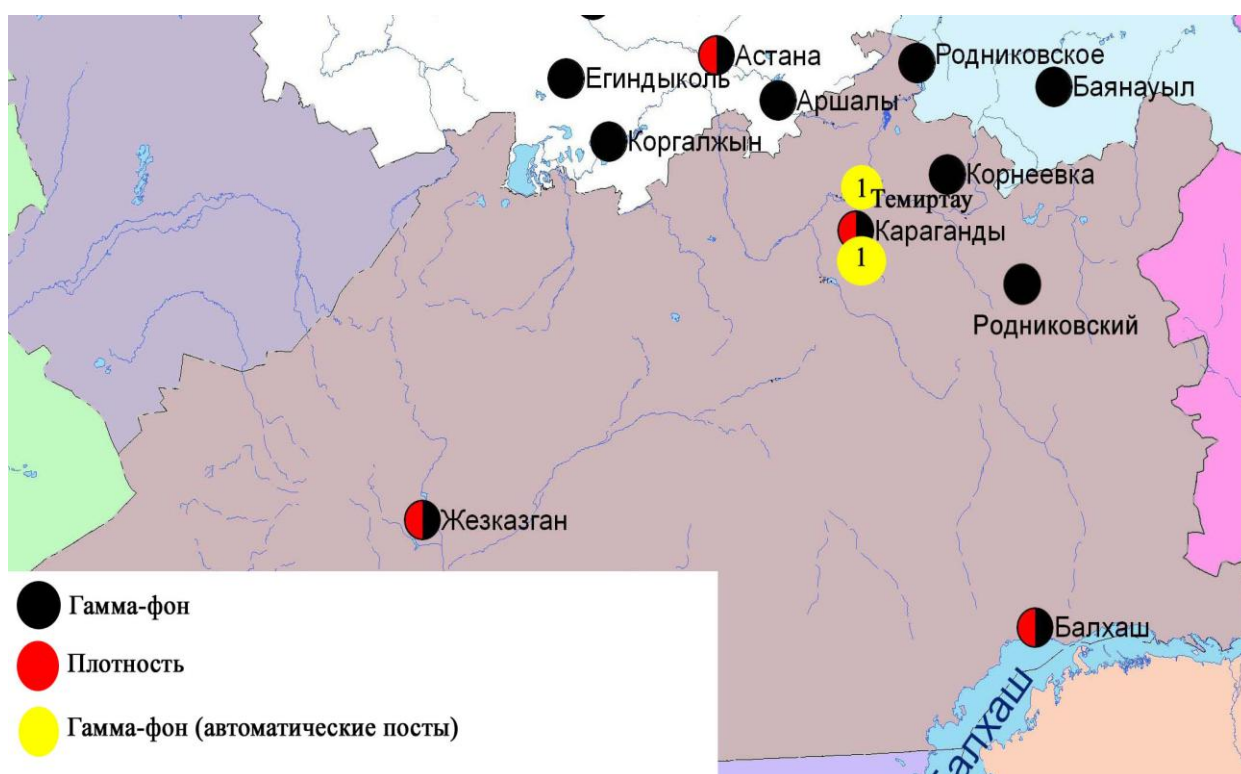 Астана
Родниковское
Егиндыколь
Баянауыл
Аршалы
Коргалжын
Корнеевка
1
Темиртау
Караганды
1
Родниковский
Жезказган
Балхаш
Балхаш
Гамма-фон
Плотность
Гамма-фон (автоматические посты)